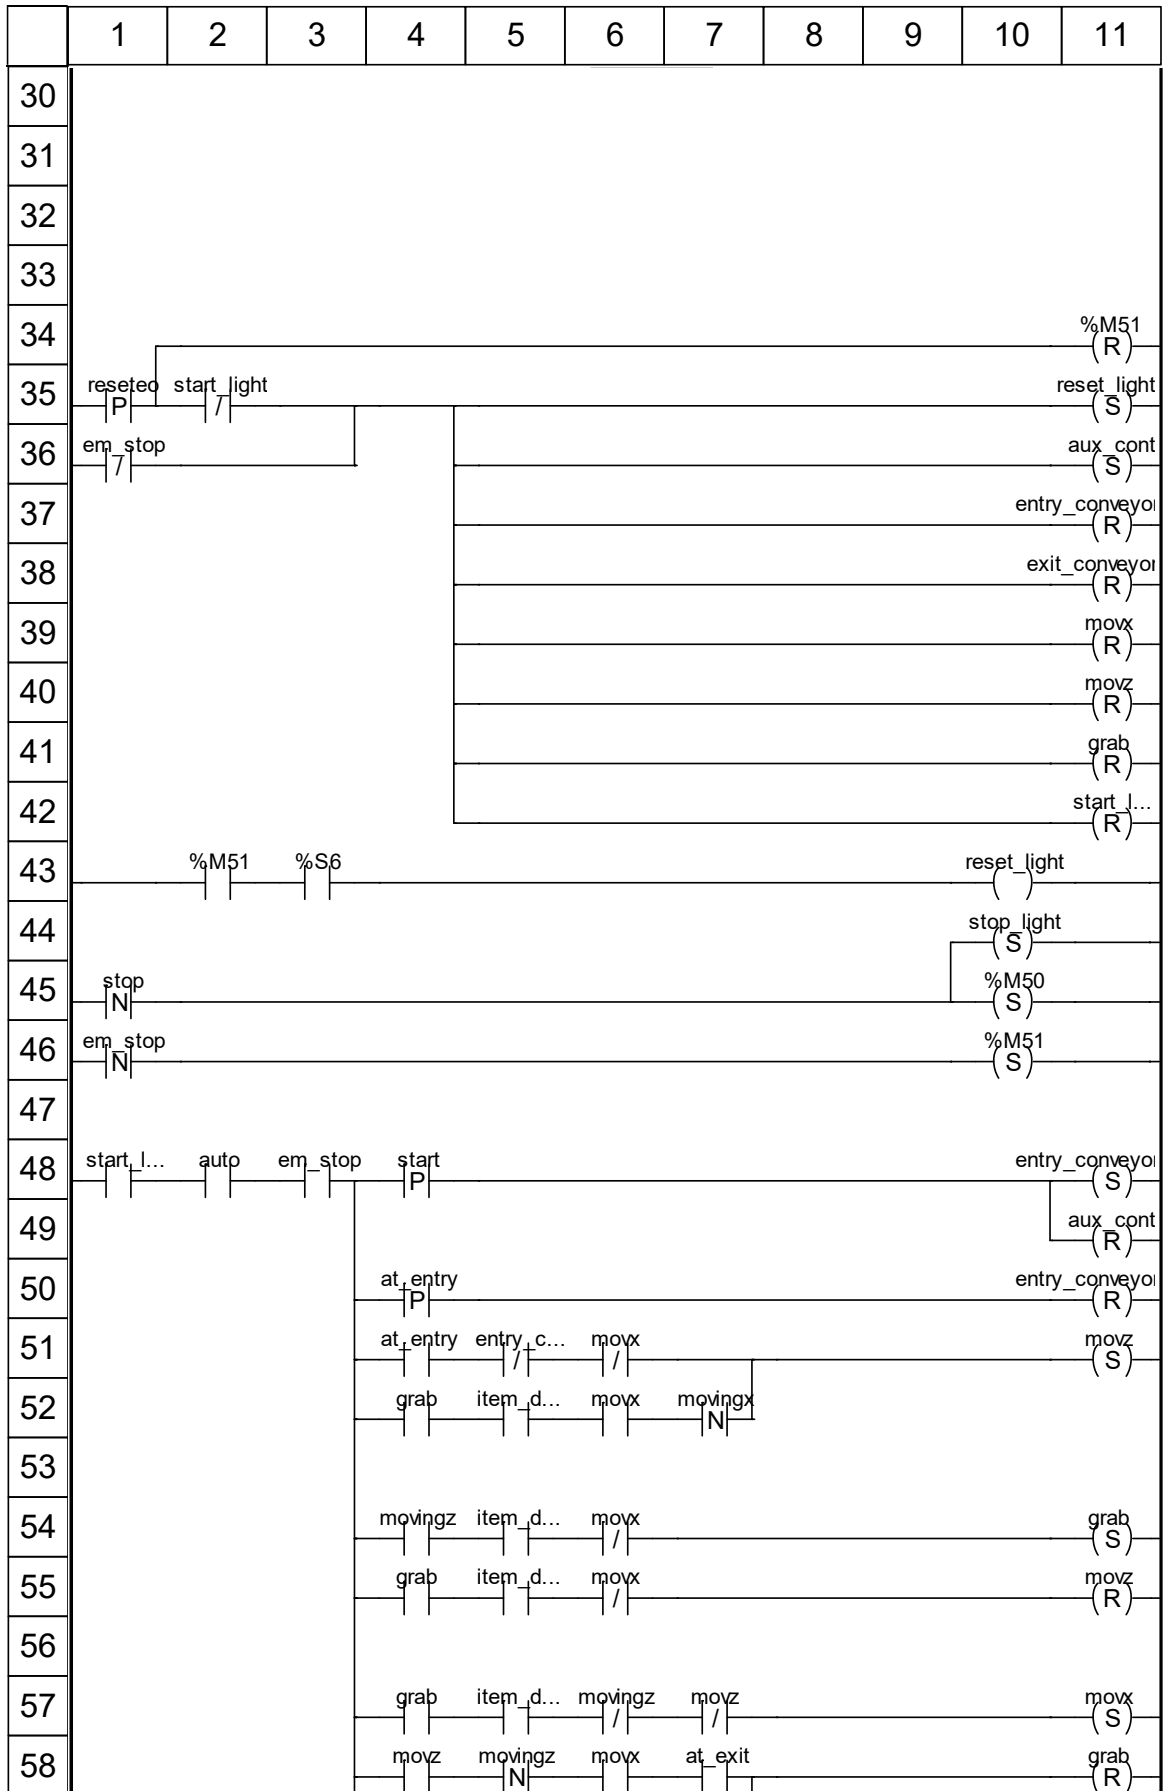 1 2 3 4 5 6 7 8 9 10 11
30
31
32
33
34
%M51
R
35
reseteo start_light reset_light
P / S
36
em_stop aux_cont
/ S
37
entry_conveyor
R
38
exit_conveyor
R
39
movx
R
40
movz
R
41
grab
R
42
start_l...
R
43
%M51 %S6 reset_light
44
stop_light
S
45
stop %M50
N S
46
em_stop %M51
N S
47
48
start_l... auto em_stop start entry_conveyor
P S
49
aux_cont
R
50
at_entry entry_conveyor
P R
51
at_entry entry_c... movx movz
/ / S
52
grab item_d... movx movingx
N
53
54
movingz item_d... movx grab
/ S
55
grab item_d... movx movz
/ R
56
57
grab item_d... movingz movz movx
/ / S
58
movz movingz movx at_exit grab
N R